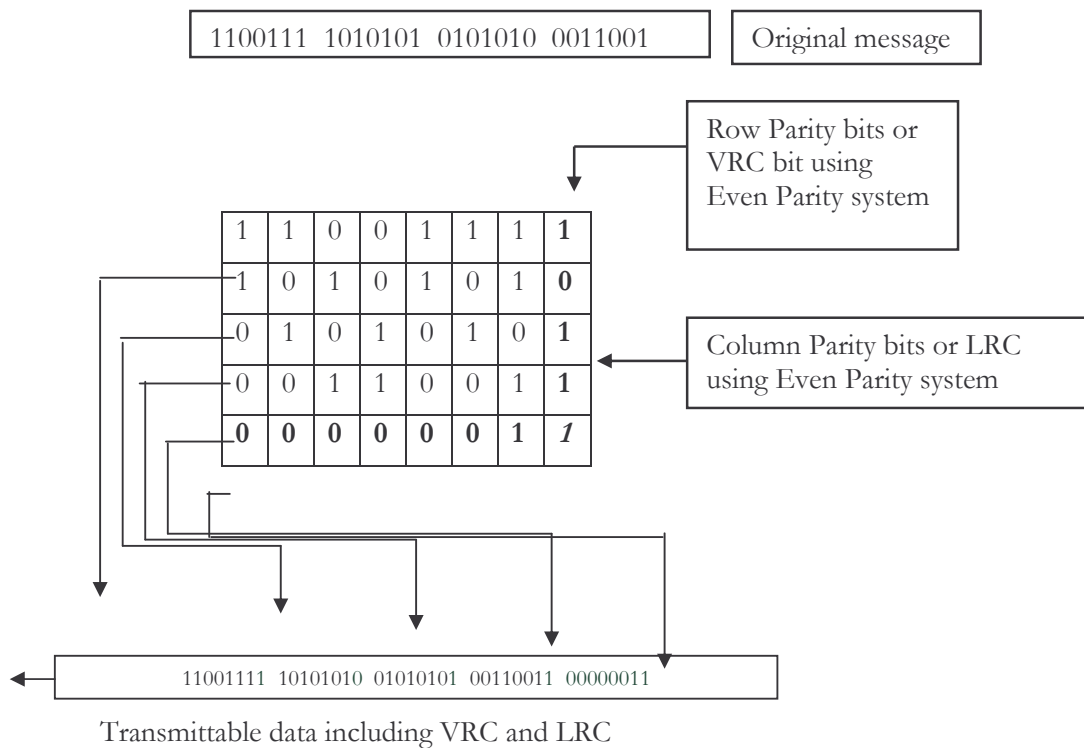 1100111 1010101 0101010 0011001
Original message
Row Parity bits or
VRC bit using
Even Parity system
1 1 0 0 1 1 1 1
1 0 1 0 1 0 1 0
0 1 0 1 0 1 0 1
0 0 1 1 0 0 1 1
0 0 0 0 0 0 1 1
Column Parity bits or LRC
using Even Parity system
11001111 10101010 01010101 00110011 00000011
Transmittable data including VRC and LRC